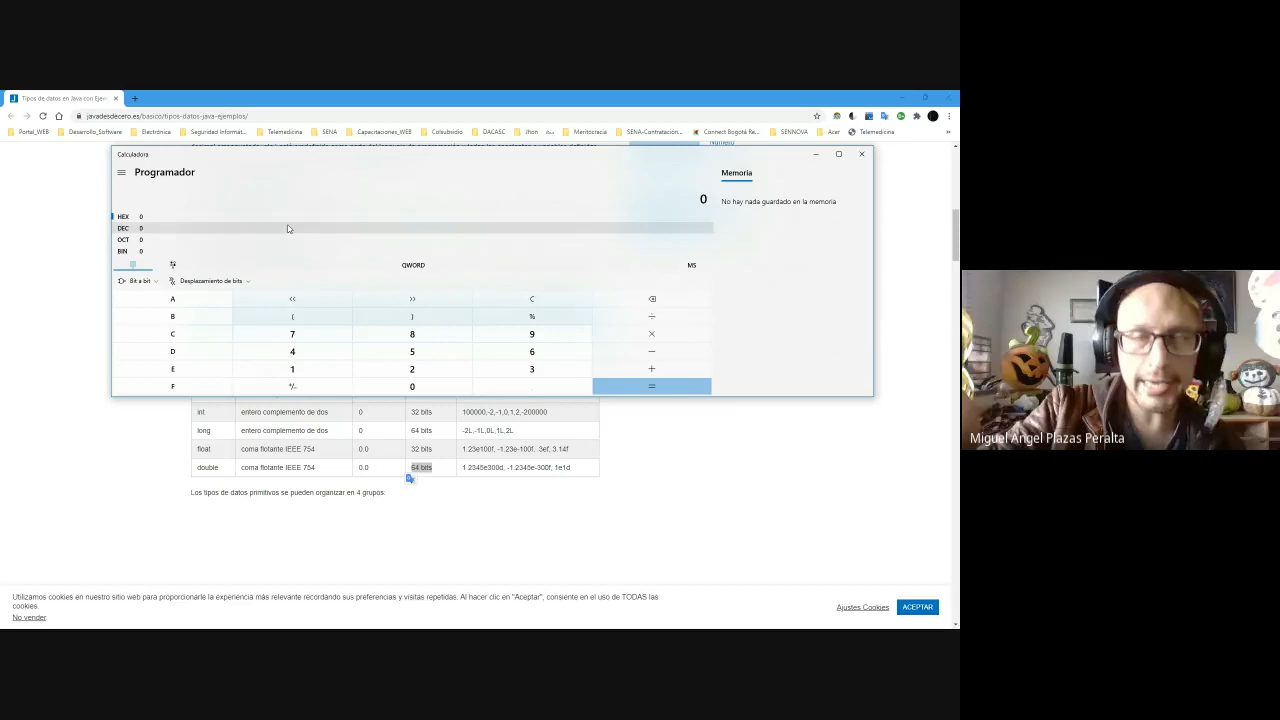 Tipos de datos en Java con Ejem
javadesdecero.es/basico/tipos-datos-java-ejemplos/
Portal_WEB Desarrollo_Software Electrónica Seguridad Informát... Telemedicina SENA Capacitaciones_WEB Colsubsidio DACASC Jhon Meritocracia SENA-Contratación... Connect Bogotá Re... SENNOVA Acer Telemedicina »
Número
Calculadora
Programador
Memoria
0
No hay nada guardado en la memoria
HEX 0
DEC 0
OCT 0
BIN 0
QWORD MS
Bit a bit Desplazamiento de bits
A << >> C
B ( ) % ÷
C 7 8 9 ×
D 4 5 6 −
E 1 2 3 +
F +/- 0 . =
int entero complemento de dos 0 32 bits 100000,-2,-1,0,1,2,-200000
long entero complemento de dos 0 64 bits -2L,-1L,0L,1L,2L
float coma flotante IEEE 754 0.0 32 bits 1.23e100f, -1.23e-100f, .3ef, 3.14f
double coma flotante IEEE 754 0.0 64 bits 1.2345e300d, -1.2345e-300f, 1e1d
Los tipos de datos primitivos se pueden organizar en 4 grupos:
Utilizamos cookies en nuestro sitio web para proporcionarle la experiencia más relevante recordando sus preferencias y visitas repetidas. Al hacer clic en "Aceptar", consiente en el uso de TODAS las
cookies.
No vender.
Ajustes Cookies ACEPTAR
Miguel Angel Plazas Peralta